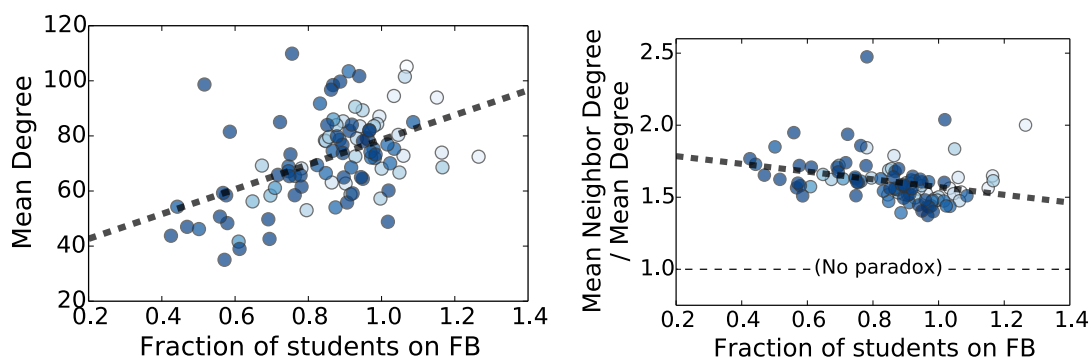 Mean Degree
120
100
80
60
40
20
0.2 0.4 0.6 0.8 1.0 1.2 1.4
Fraction of students on FB
Mean Neighbor Degree
/ Mean Degree
2.5
2.0
1.5
1.0
(No paradox)
0.2 0.4 0.6 0.8 1.0 1.2 1.4
Fraction of students on FB